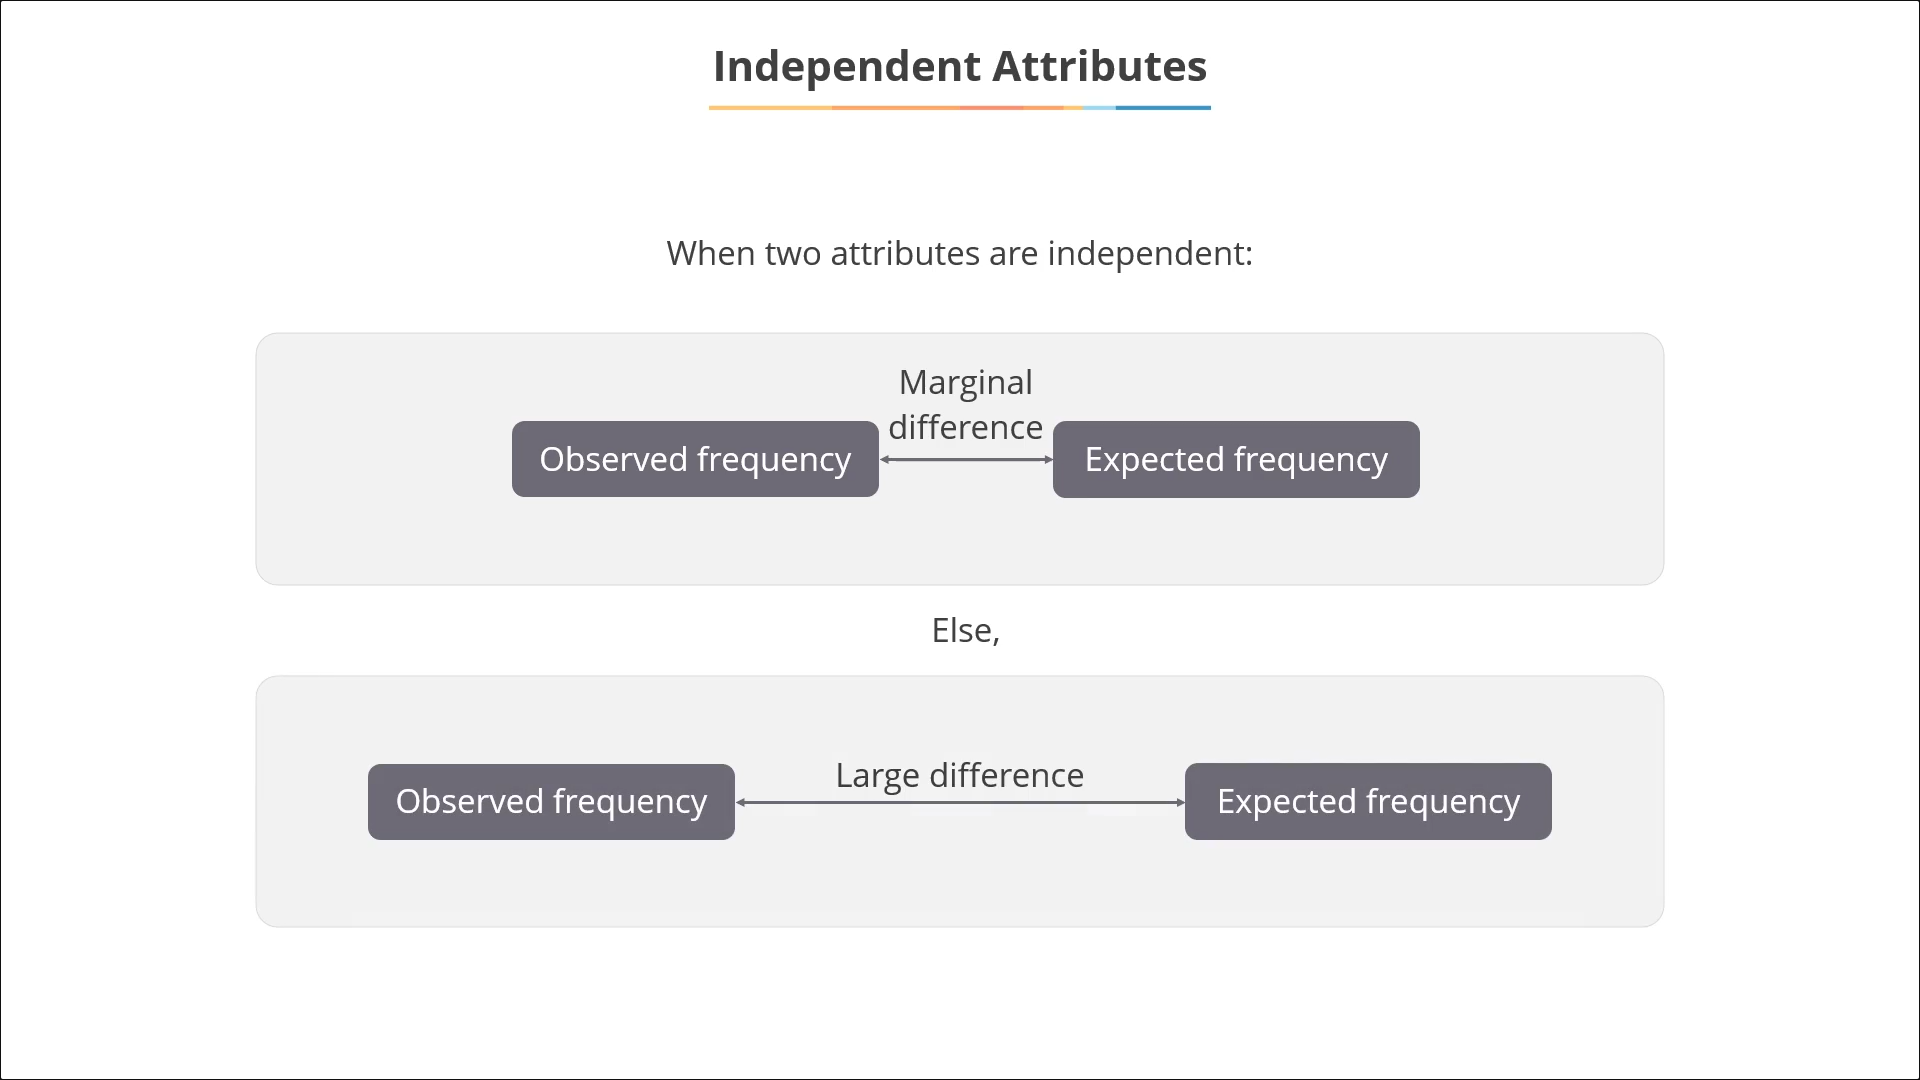 Independent Attributes
When two attributes are independent:
Marginal
difference
Observed frequency
Expected frequency
Else,
Large difference
Observed frequency
Expected frequency